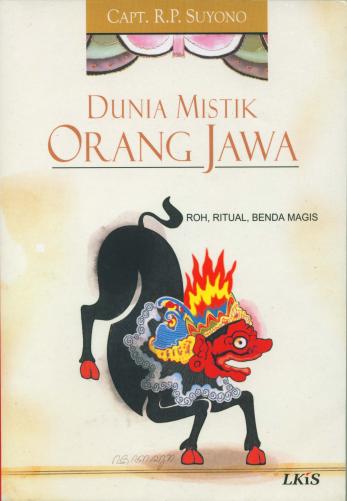 CAPT. R.P. SUYONO
DUNIA MISTIK
ORANG JAWA
ROH, RITUAL, BENDA MAGIS
LKiS